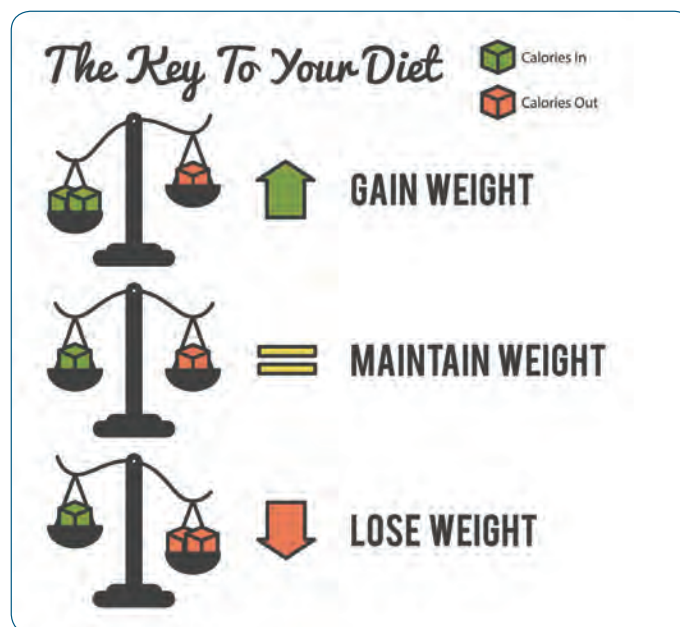 The Key To Your Diet
Calories In
Calories Out
GAIN WEIGHT
MAINTAIN WEIGHT
LOSE WEIGHT